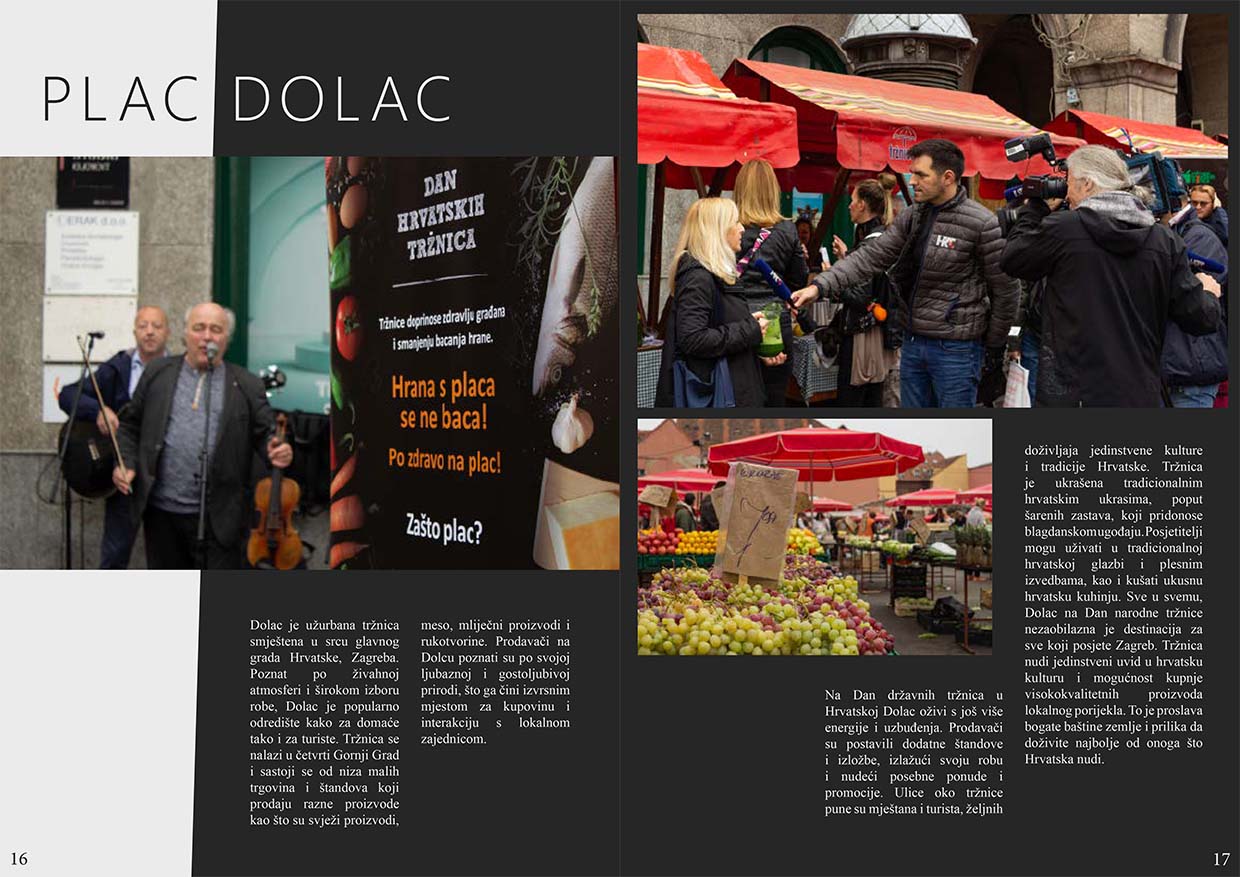 PLAC DOLAC
ERAK d.o.o
DAN
HRVATSKIH
TRŽNICA
Tržnice doprinose zdravlju građana
i smanjenju bacanja hrane.
Hrana s placa
se ne baca!
Po zdravo na plac!
Zašto plac?
Dolac je užurbana tržnica
smještena u srcu glavnog
grada Hrvatske, Zagreba.
Poznat po živahnoj
atmosferi i širokom izboru
robe, Dolac je popularno
odredište kako za domaće
tako i za turiste. Tržnica se
nalazi u četvrti Gornji Grad
i sastoji se od niza malih
trgovina i štandova koji
prodaju razne proizvode
kao što su svježi proizvodi,
meso, mliječni proizvodi i
rukotvorine. Prodavači na
Dolcu poznati su po svojoj
ljubaznoj i gostoljubivoj
prirodi, što ga čini izvrsnim
mjestom za kupovinu i
interakciju s lokalnom
zajednicom.
16
HRT
Na Dan državnih tržnica u
Hrvatskoj Dolac oživi s još više
energije i uzbuđenja. Prodavači
su postavili dodatne štandove
i izložbe, izlažući svoju robu
i nudeći posebne ponude i
promocije. Ulice oko tržnice
pune su mještana i turista, željnih
doživljaja jedinstvene kulture
i tradicije Hrvatske. Tržnica
je ukrašena tradicionalnim
hrvatskim ukrasima, poput
šarenih zastava, koji pridonose
blagdanskom ugođaju. Posjetitelji
mogu uživati u tradicionalnoj
hrvatskoj glazbi i plesnim
izvedbama, kao i kušati ukusnu
hrvatsku kuhinju. Sve u svemu,
Dolac na Dan narodne tržnice
nezaobilazna je destinacija za
sve koji posjete Zagreb. Tržnica
nudi jedinstveni uvid u hrvatsku
kulturu i mogućnost kupnje
visokokvalitetnih proizvoda
lokalnog porijekla. To je proslava
bogate baštine zemlje i prilika da
doživite najbolje od onoga što
Hrvatska nudi.
17